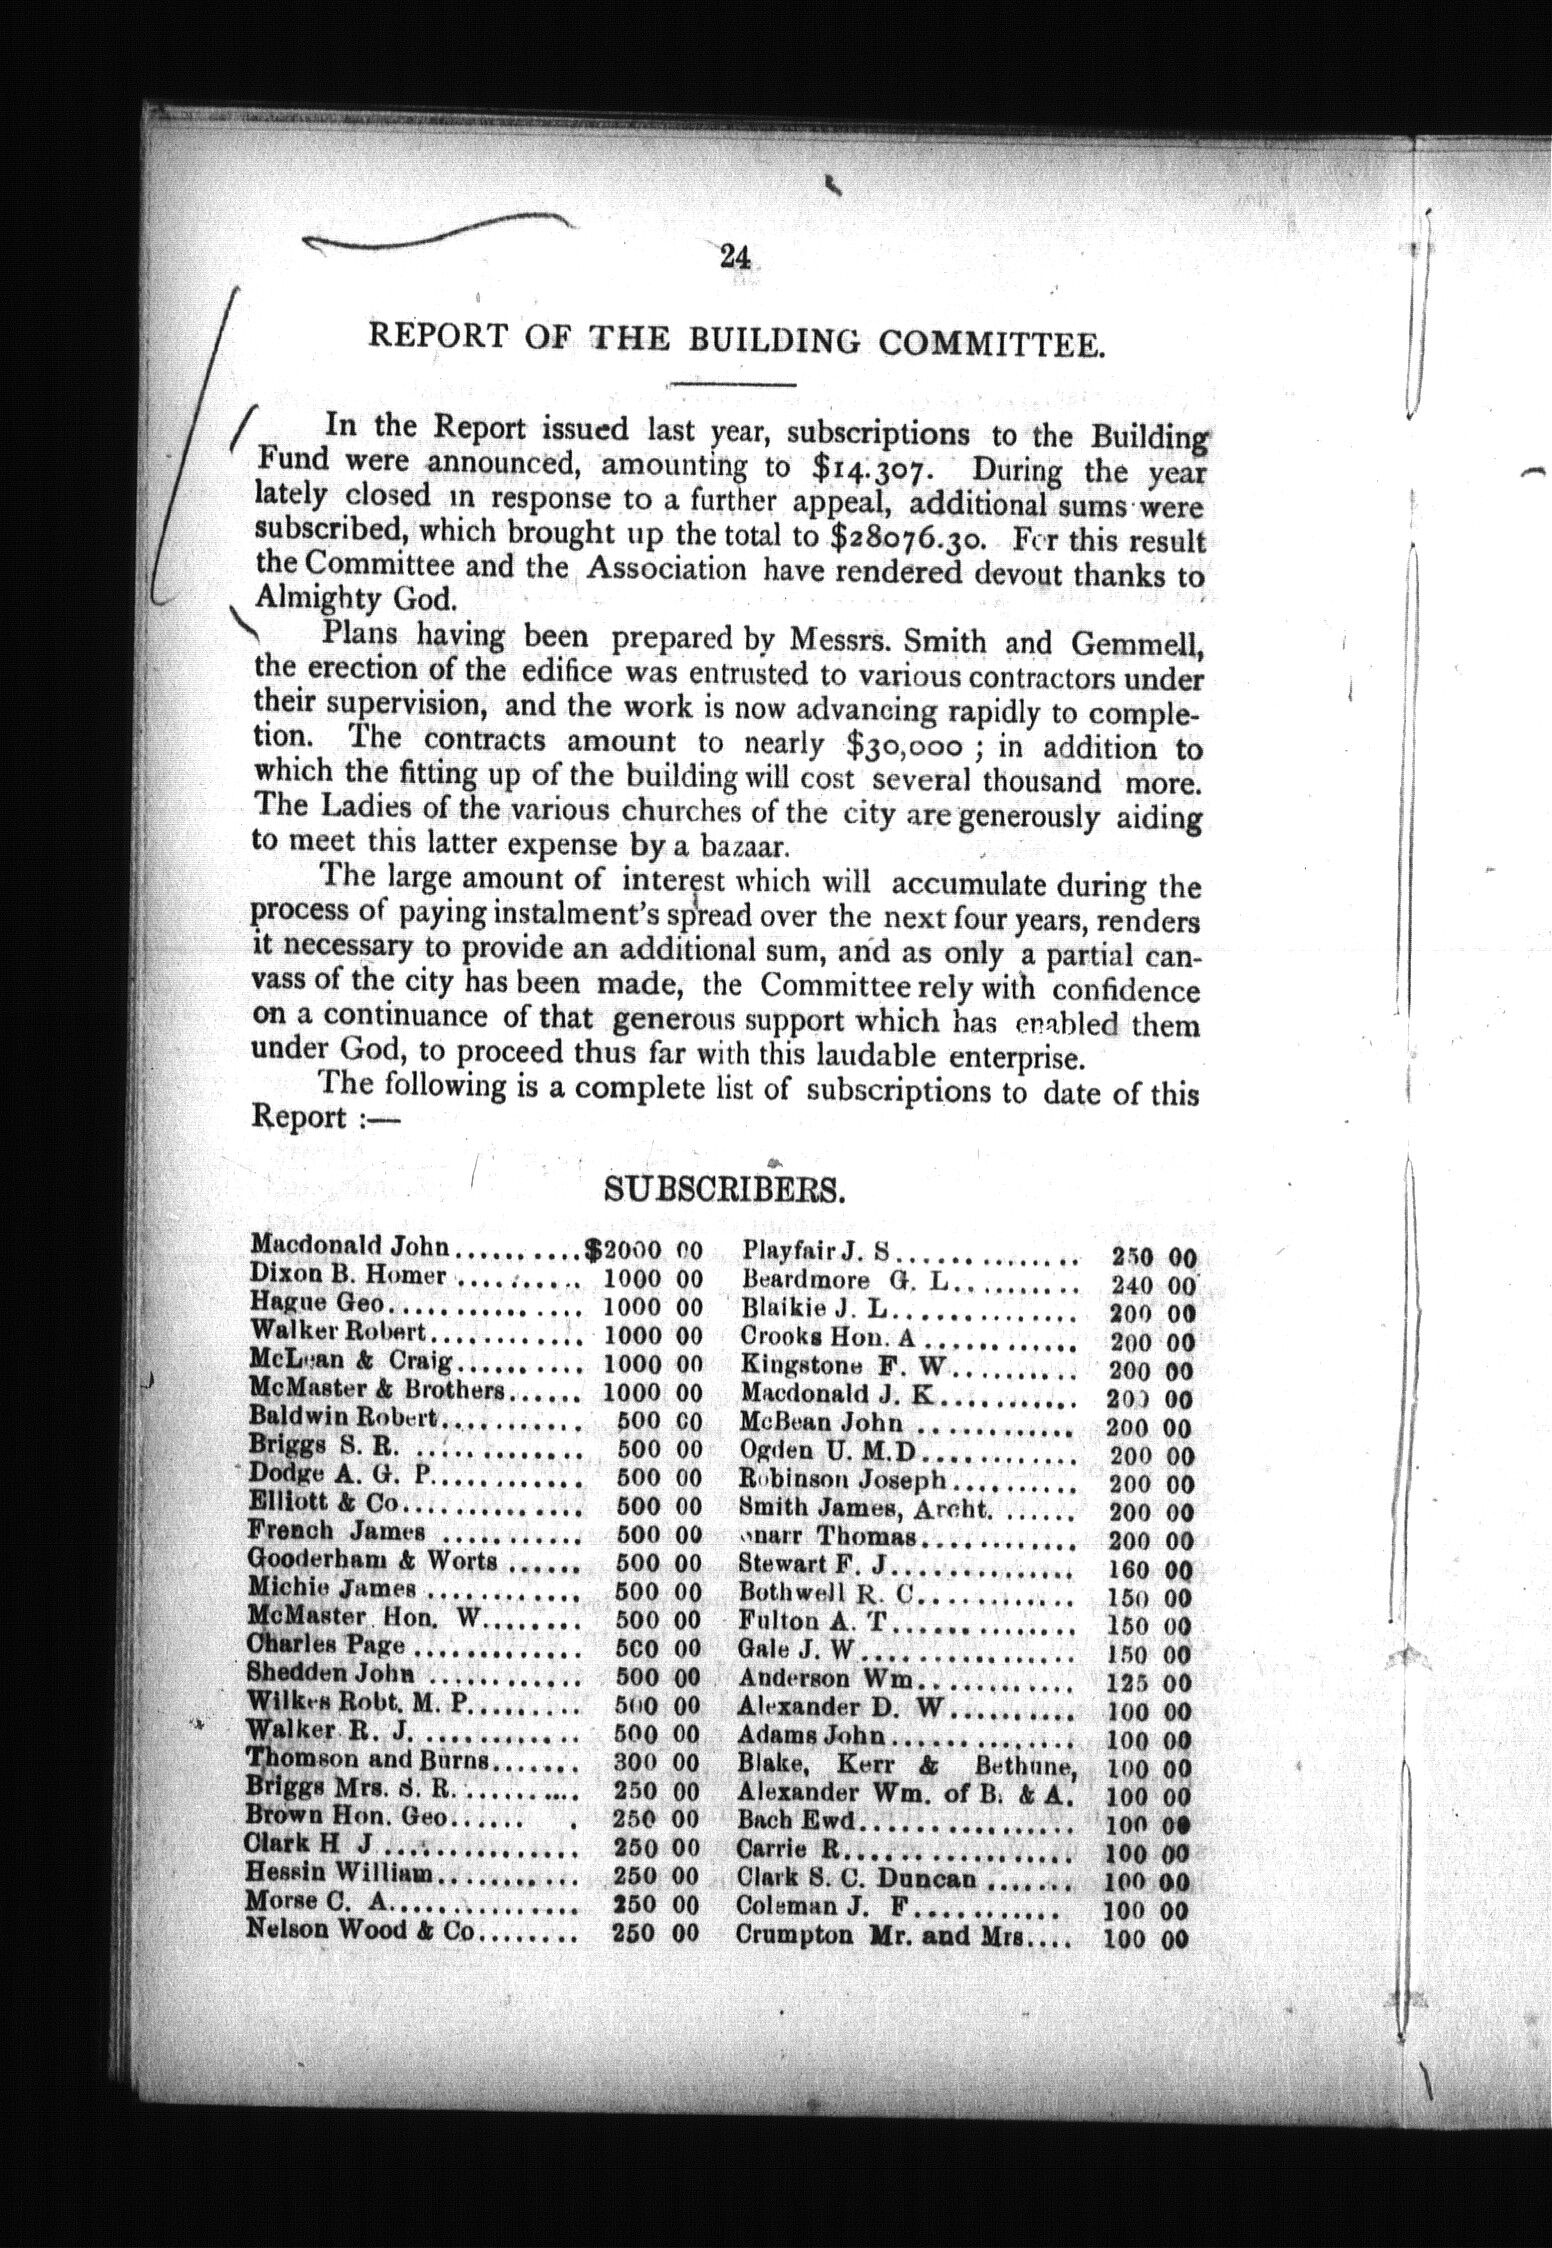 24
REPORT OF THE BUILDING COMMITTEE.
In the Report issued last year, subscriptions to the Building
Fund were announced, amounting to $14.307. During the year
lately closed in response to a further appeal, additional sums were
subscribed, which brought up the total to $28076.30. For this result
the Committee and the Association have rendered devout thanks to
Almighty God.
Plans having been prepared by Messrs. Smith and Gemmell,
the erection of the edifice was entrusted to various contractors under
their supervision, and the work is now advancing rapidly to comple-
tion. The contracts amount to nearly $30,000 ; in addition to
which the fitting up of the building will cost several thousand more.
The Ladies of the various churches of the city are generously aiding
to meet this latter expense by a bazaar.
The large amount of interest which will accumulate during the
process of paying instalment's spread over the next four years, renders
it necessary to provide an additional sum, and as only a partial can-
vass of the city has been made, the Committee rely with confidence
on a continuance of that generous support which has enabled them
under God, to proceed thus far with this laudable enterprise.
The following is a complete list of subscriptions to date of this
Report :—
SUBSCRIBERS.
Macdonald John...........$2000 00
Dixon B. Homer .......... 1000 00
Hague Geo................ 1000 00
Walker Robert............ 1000 00
McLean & Craig........... 1000 00
McMaster & Brothers...... 1000 00
Baldwin Robert............ 500 00
Briggs S. R. ............. 500 00
Dodge A. G. P............. 500 00
Elliott & Co.............. 500 00
French James ............ 500 00
Gooderham & Worts ...... 500 00
Michie James ............. 500 00
McMaster Hon. W........ 500 00
Charles Page ............. 500 00
Shedden John ............ 500 00
Wilkes Robt. M. P......... 500 00
Walker R. J. ............. 500 00
Thomson and Burns....... 300 00
Briggs Mrs. S. R. .......... 250 00
Brown Hon. Geo...... . 250 00
Clark H J ............... 250 00
Hessin William............ 250 00
Morse C. A................ 250 00
Nelson Wood & Co........ 250 00
Playfair J. S.............. 250 00
Beardmore G. L.......... 240 00
Blaikie J. L............... 200 00
Crooks Hon. A ............ 200 00
Kingstone F. W.......... 200 00
Macdonald J. K........... 200 00
McBean John ............ 200 00
Ogden U. M.D............ 200 00
Robinson Joseph.......... 200 00
Smith James, Archt. ...... 200 00
narr Thomas............ 200 00
Stewart F. J.............. 160 00
Bothwell R. C............ 150 00
Fulton A. T.............. 150 00
Gale J. W................ 150 00
Anderson Wm............ 125 00
Alexander D. W.......... 100 00
Adams John.............. 100 00
Blake, Kerr & Bethune, 100 00
Alexander Wm. of B. & A. 100 00
Bach Ewd................ 100 00
Carrie R.................. 100 00
Clark S. C. Duncan ....... 100 00
Coleman J. F........... 100 00
Crumpton Mr. and Mrs.... 100 00